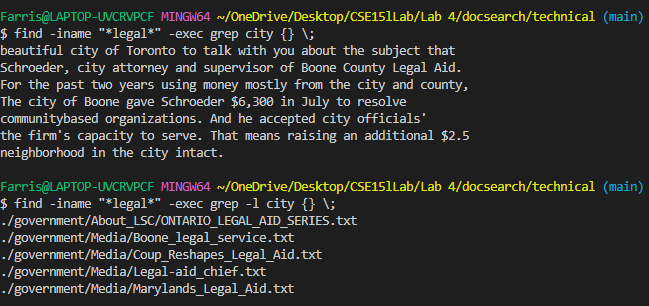 Farris@LAPTOP-UVCRVPCF MINGW64 ~/OneDrive/Desktop/CSE15lLab/Lab 4/docsearch/technical (main)
$ find -iname "*legal*" -exec grep city {} \;
beautiful city of Toronto to talk with you about the subject that
Schroeder, city attorney and supervisor of Boone County Legal Aid.
For the past two years using money mostly from the city and county,
The city of Boone gave Schroeder $6,300 in July to resolve
communitybased organizations. And he accepted city officials'
the firm's capacity to serve. That means raising an additional $2.5
neighborhood in the city intact.
Farris@LAPTOP-UVCRVPCF MINGW64 ~/OneDrive/Desktop/CSE15lLab/Lab 4/docsearch/technical (main)
$ find -iname "*legal*" -exec grep -l city {} \;
./government/About_LSC/ONTARIO_LEGAL_AID_SERIES.txt
./government/Media/Boone_legal_service.txt
./government/Media/Coup_Reshapes_Legal_Aid.txt
./government/Media/Legal-aid_chief.txt
./government/Media/Marylands_Legal_Aid.txt